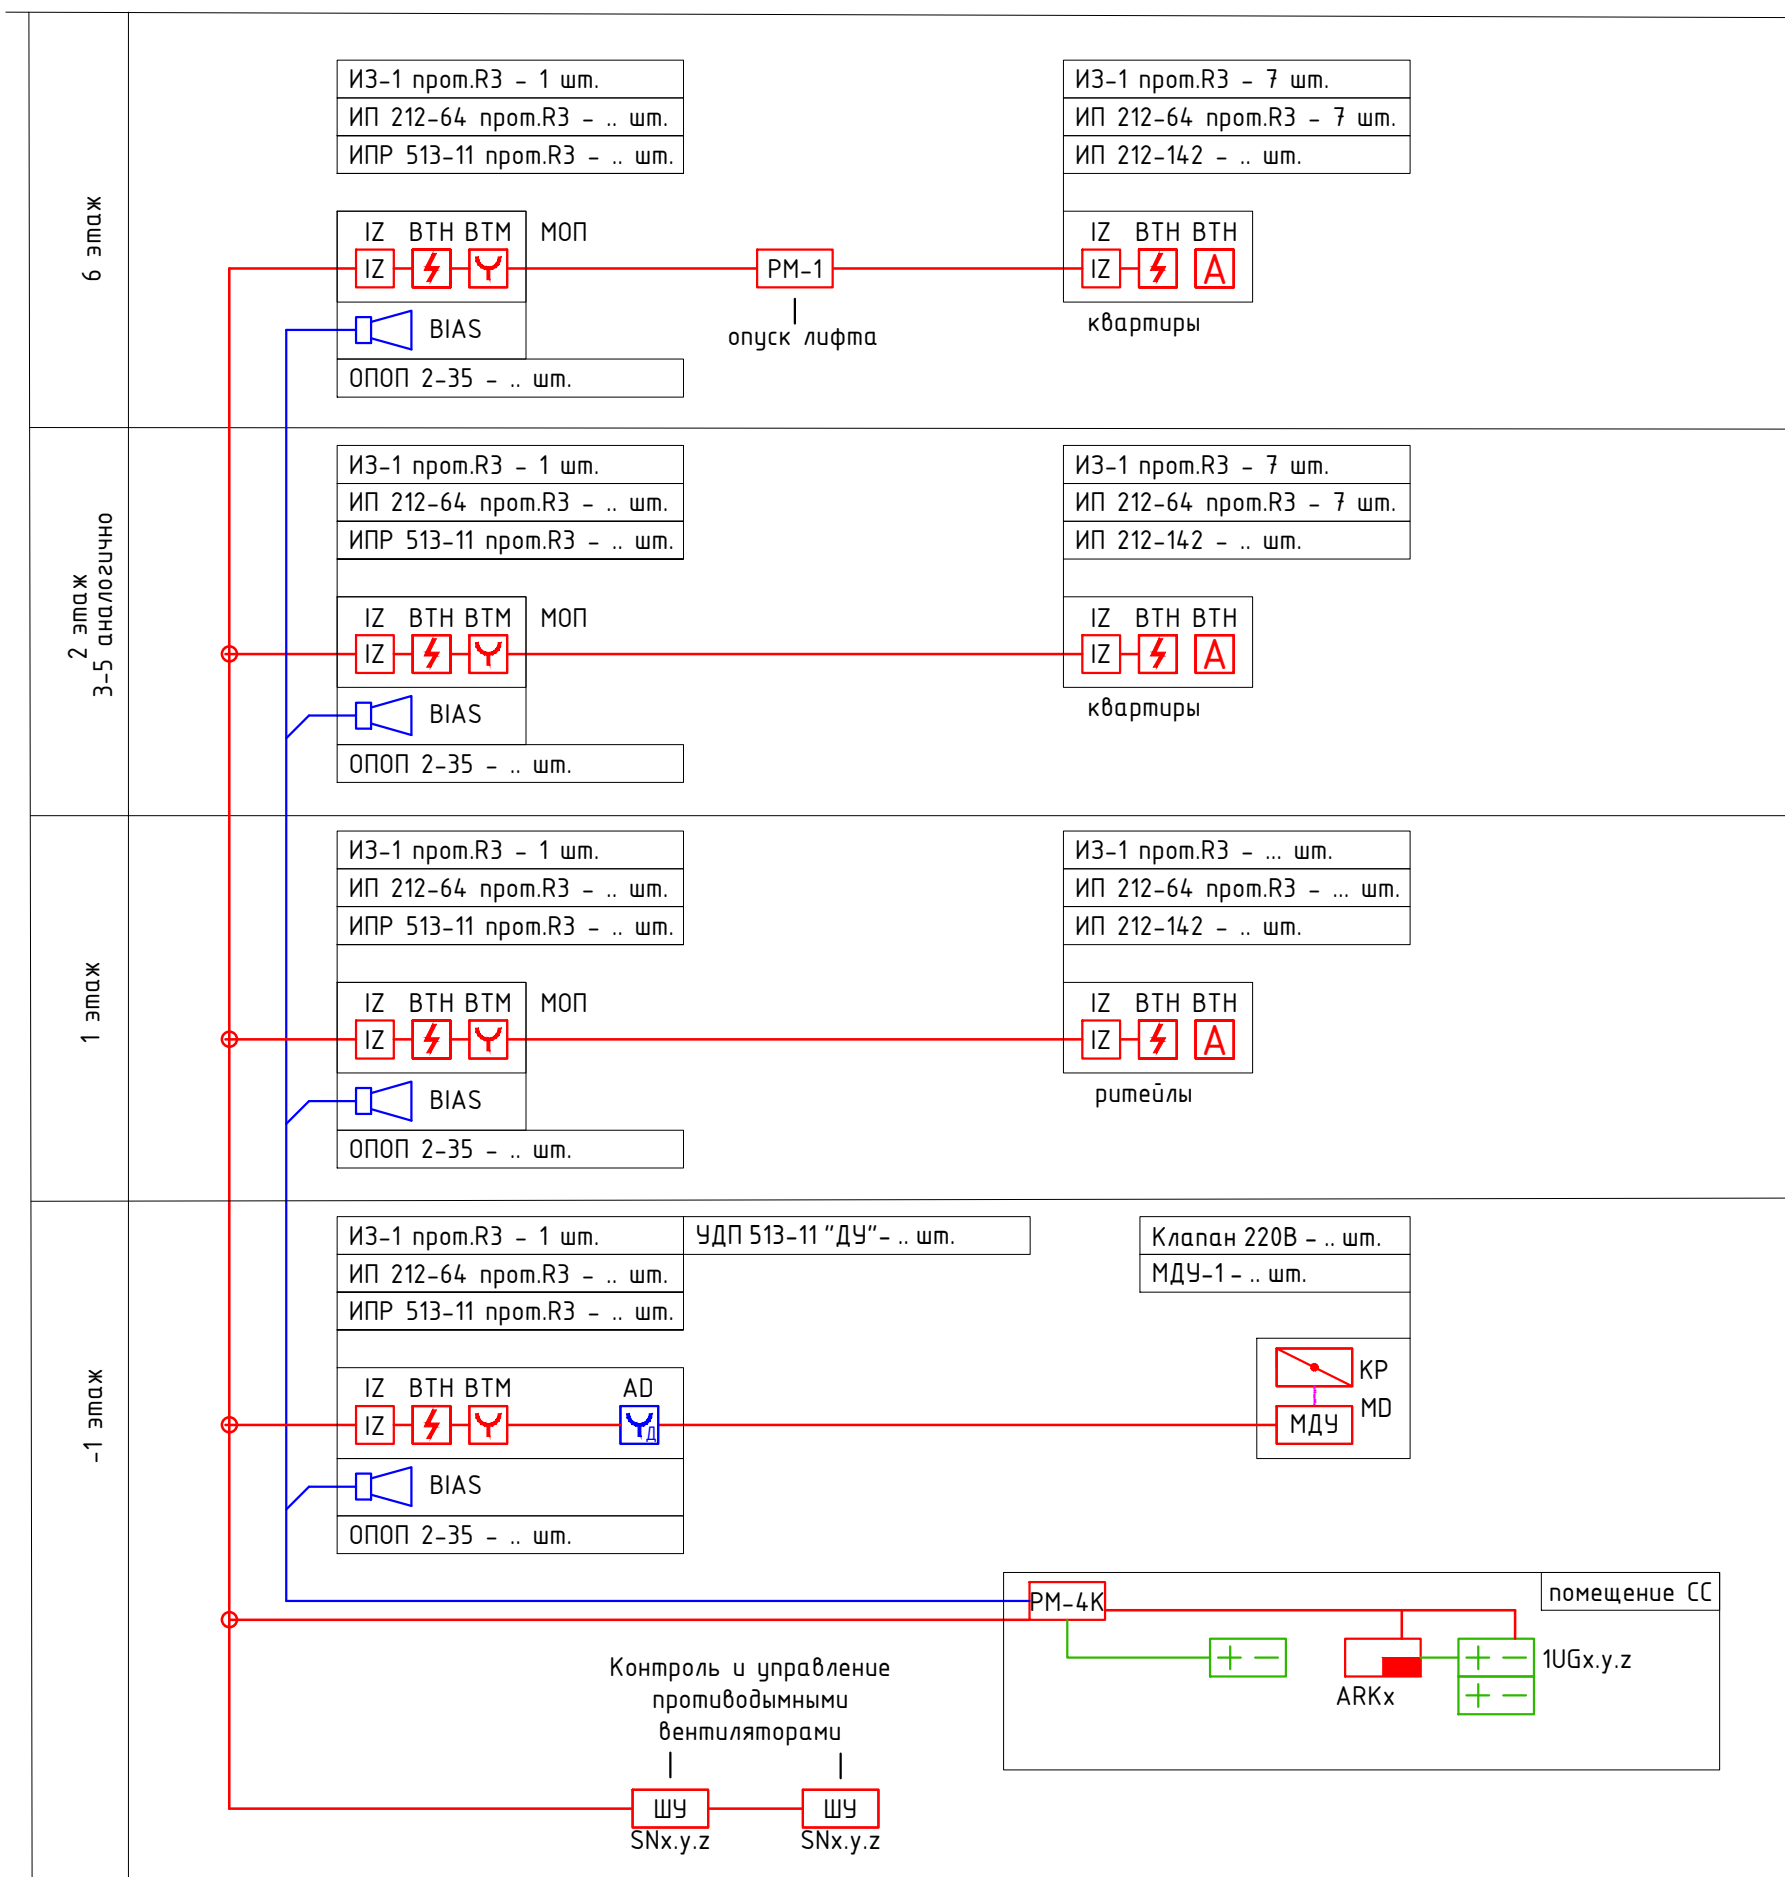 6 этаж
ИЗ-1 прот.R3 - 1 шт.
ИП 212-64 прот.R3 - .. шт.
ИПР 513-11 прот.R3 - .. шт.
IZ ВТН ВТМ МОП
IZ
BIAS
ОПОП 2-35 - .. шт.
РМ-1
опуск лифта
ИЗ-1 прот.R3 - 7 шт.
ИП 212-64 прот.R3 - 7 шт.
ИП 212-142 - .. шт.
IZ ВТН ВТН
IZ A
квартиры
2 этаж
3-5 аналогично
ИЗ-1 прот.R3 - 1 шт.
ИП 212-64 прот.R3 - .. шт.
ИПР 513-11 прот.R3 - .. шт.
IZ ВТН ВТМ МОП
IZ
BIAS
ОПОП 2-35 - .. шт.
ИЗ-1 прот.R3 - 7 шт.
ИП 212-64 прот.R3 - 7 шт.
ИП 212-142 - .. шт.
IZ ВТН ВТН
IZ A
квартиры
1 этаж
ИЗ-1 прот.R3 - 1 шт.
ИП 212-64 прот.R3 - .. шт.
ИПР 513-11 прот.R3 - .. шт.
IZ ВТН ВТМ МОП
IZ
BIAS
ОПОП 2-35 - .. шт.
ИЗ-1 прот.R3 - ... шт.
ИП 212-64 прот.R3 - ... шт.
ИП 212-142 - .. шт.
IZ ВТН ВТН
IZ A
ритейлы
-1 этаж
ИЗ-1 прот.R3 - 1 шт.
УДП 513-11 "ДУ"- .. шт.
ИП 212-64 прот.R3 - .. шт.
ИПР 513-11 прот.R3 - .. шт.
IZ ВТН ВТМ AD
IZ Д
BIAS
ОПОП 2-35 - .. шт.
Клапан 220В - .. шт.
МДУ-1 - .. шт.
KP
MD
МДУ
помещение СС
РМ-4К
1UGx.y.z
ARKx
Контроль и управление
противодымными
вентиляторами
ШУ ШУ
SNx.y.z SNx.y.z